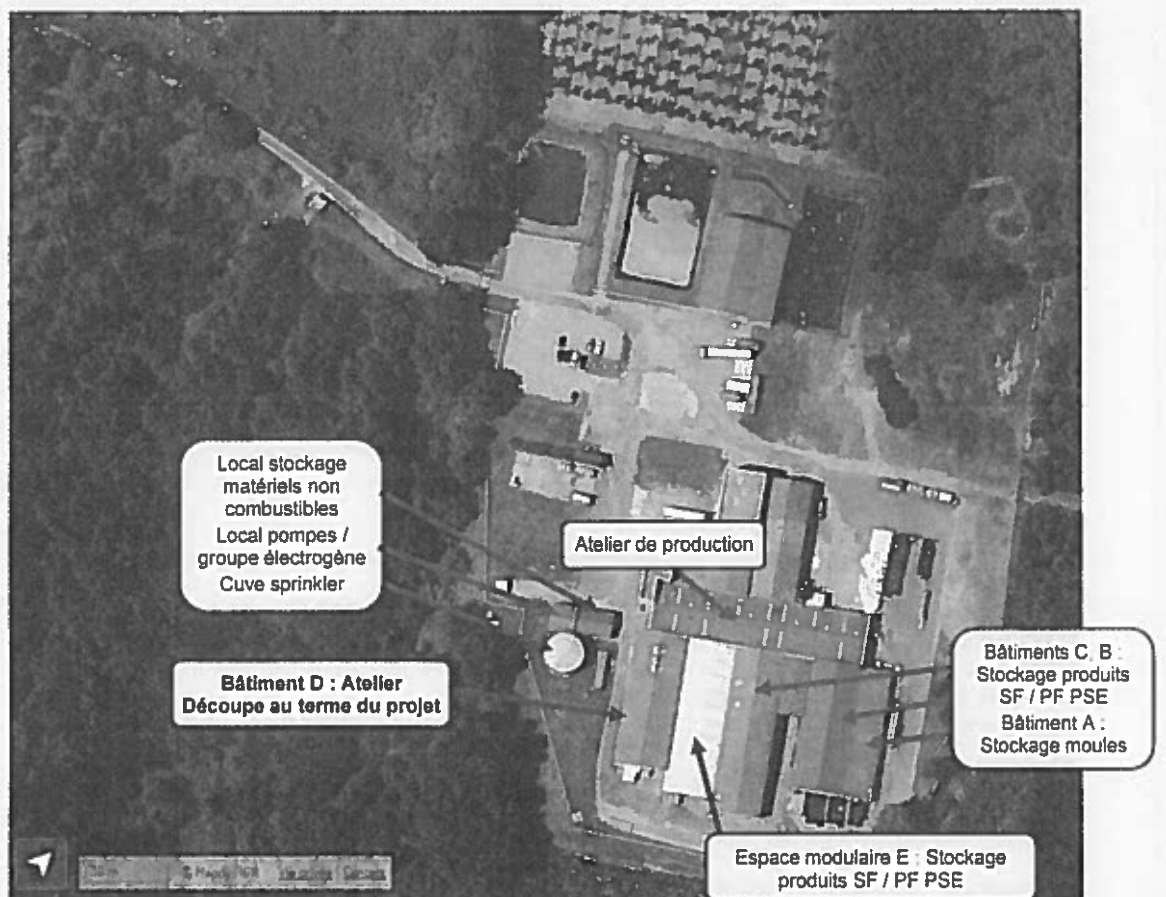 Local stockage
matériels non
combustibles
Local pompes /
groupe électrogène
Cuve sprinkler
Atelier de production
Bâtiment D : Atelier
Découpe au terme du projet
Bâtiments C, B :
Stockage produits
SF / PF PSE
Bâtiment A :
Stockage moules
Espace modulaire E : Stockage
produits SF / PF PSE